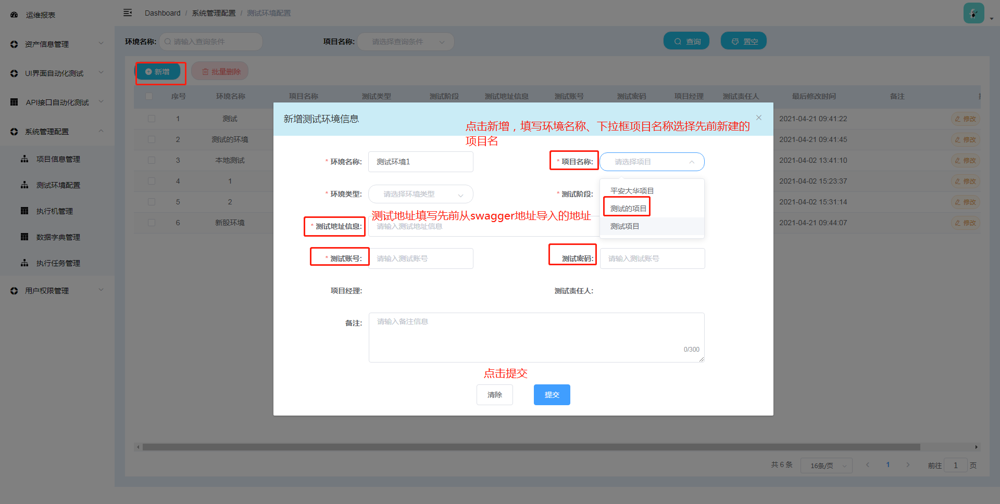 运维报表
资产信息管理
UI界面自动化测试
API接口自动化测试
系统管理配置
项目信息管理
测试环境配置
执行机管理
数据字典管理
执行任务管理
用户权限管理
Dashboard / 系统管理配置 / 测试环境配置
环境名称: 请输入查询条件 项目名称: 请选择查询条件 查询 置空
新增 批量删除
序号 环境名称 项目名称 测试类型 测试阶段 测试地址信息 测试账号 测试密码 项目经理 测试责任人 最后修改时间 备注
1 测试 2021-04-21 09:41:22 修改
2 测试的环境 2021-04-21 09:41:45 修改
3 本地测试 2021-04-02 13:41:10 修改
4 1 2021-04-02 15:23:37 修改
5 2 2021-04-02 15:31:14 修改
6 新股环境 2021-04-21 09:44:07 修改
新增测试环境信息
点击新增，填写环境名称、下拉框项目名称选择先前新建的
项目名
* 环境名称: 测试环境1 * 项目名称: 请选择项目
平安大华项目
测试的项目
测试项目
* 环境类型: 请选择环境类型 * 测试阶段:
测试地址填写先前从swagger地址导入的地址
* 测试地址信息: 请输入测试地址信息
* 测试账号: 请输入测试账号 测试密码: 请输入测试账号
项目经理: 测试责任人:
备注: 请输入备注信息
0/300
点击提交
清除 提交
共 6 条 16条/页 1 前往 1 页